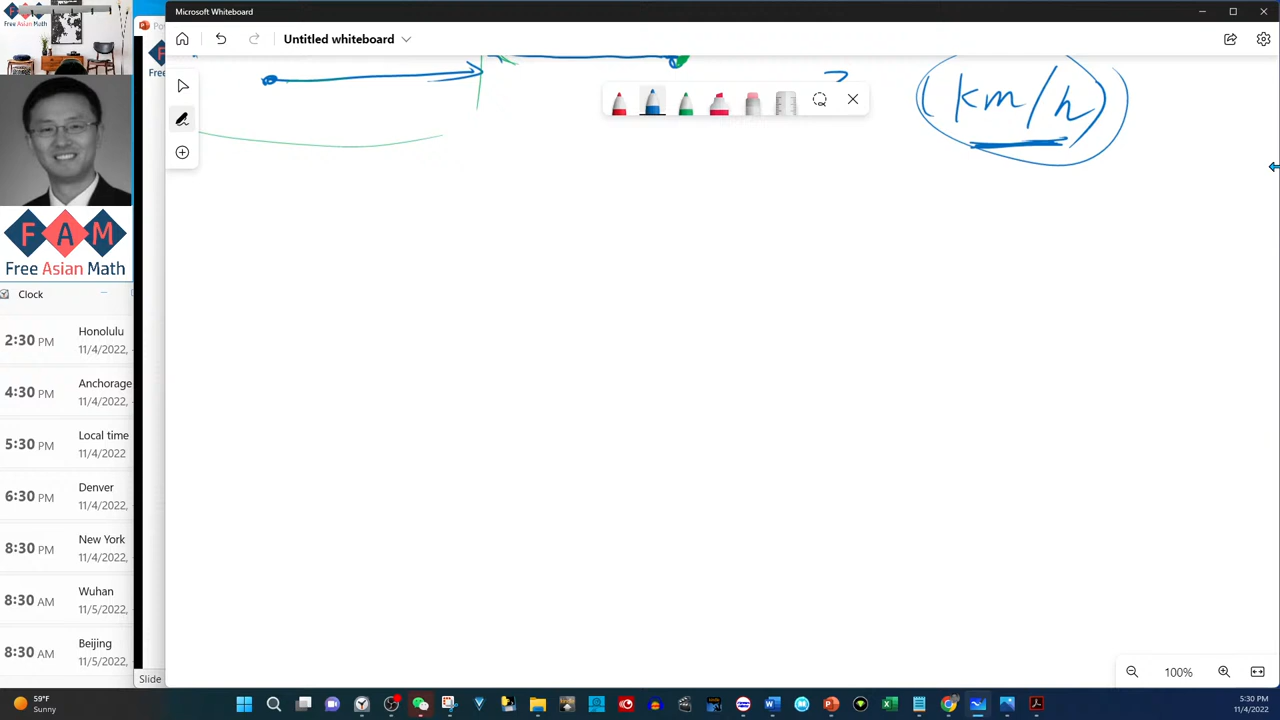 Free Asian Math
Microsoft Whiteboard
Untitled whiteboard
(km/h)
F A M
Free Asian Math
Clock
2:30 PM
Honolulu
11/4/2022,
4:30 PM
Anchorage
11/4/2022,
5:30 PM
Local time
11/4/2022
6:30 PM
Denver
11/4/2022,
8:30 PM
New York
11/4/2022,
8:30 AM
Wuhan
11/5/2022,
8:30 AM
Beijing
11/5/2022,
Slide
100%
59°F
Sunny
5:30 PM
11/4/2022